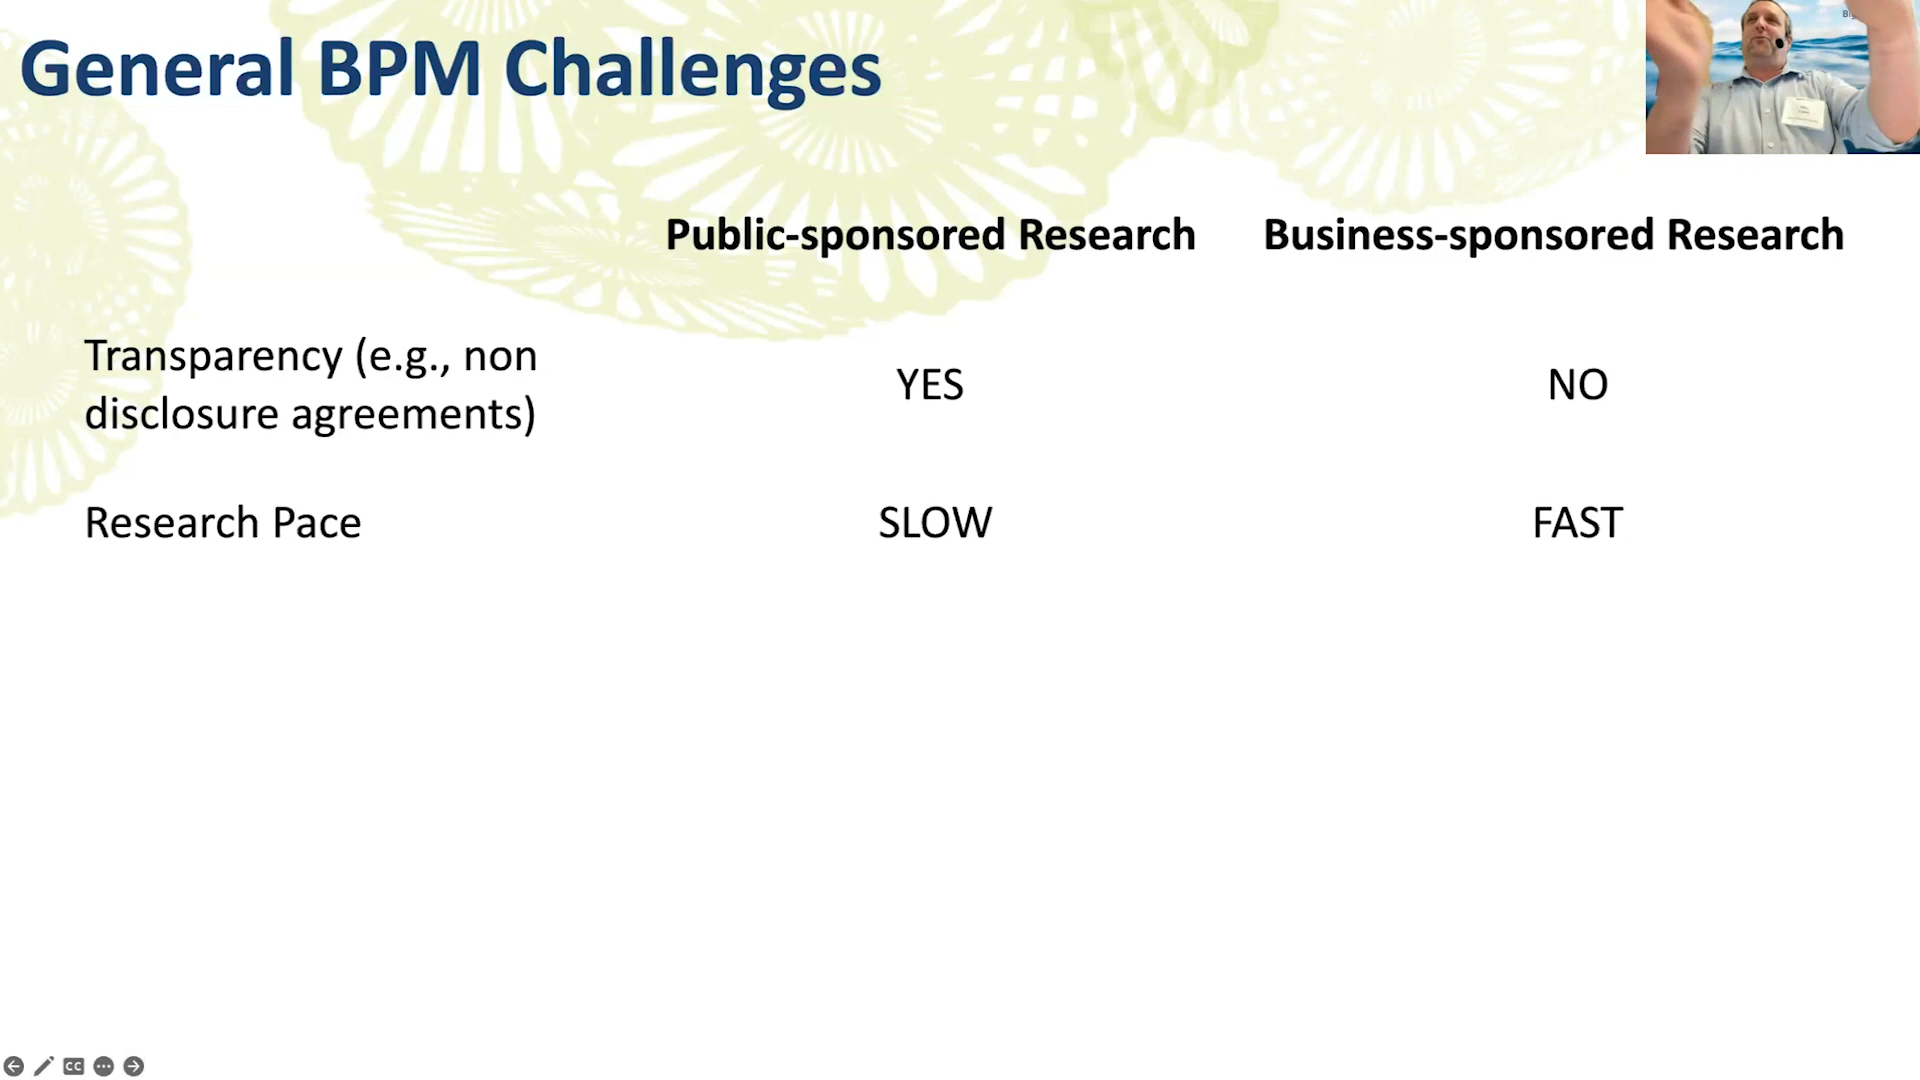 General BPM Challenges
Public-sponsored Research Business-sponsored Research
Transparency (e.g., non
disclosure agreements) YES NO
Research Pace SLOW FAST
CC